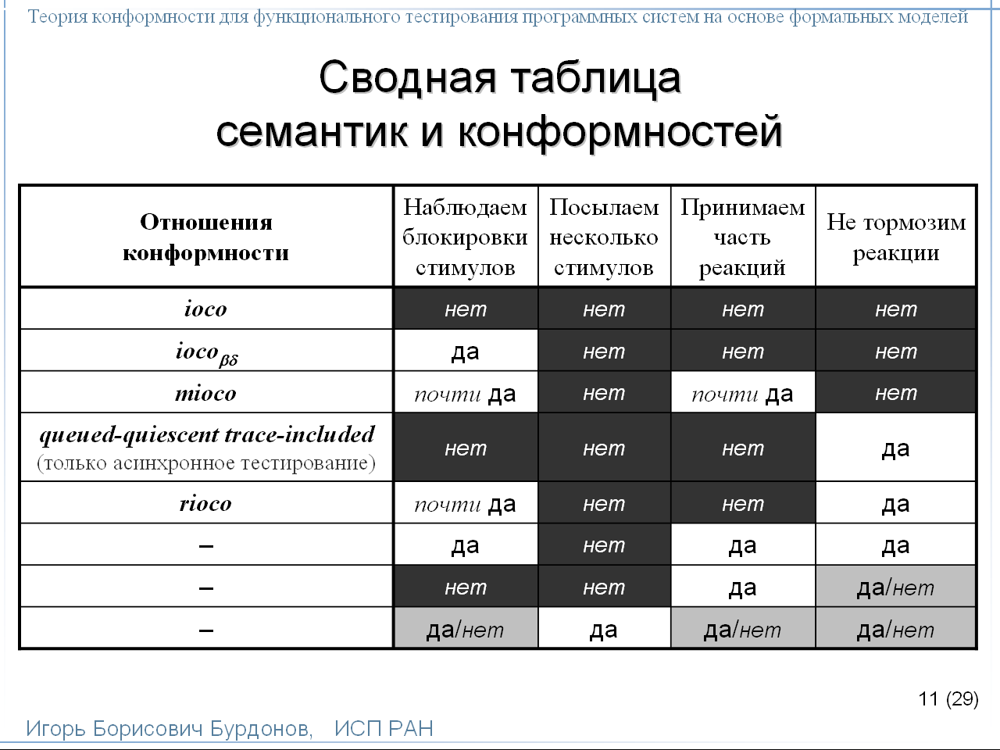 Теория конформности для функционального тестирования программных систем на основе формальных моделей
Сводная таблица
семантик и конформностей
Отношения
конформности
Наблюдаем
блокировки
стимулов
Посылаем
несколько
стимулов
Принимаем
часть
реакций
Не тормозим
реакции
ioco нет нет нет нет
iocoβδ да нет нет нет
mioco почти да нет почти да нет
queued-quiescent trace-included
(только асинхронное тестирование)
нет нет нет да
rioco почти да нет нет да
– да нет да да
– нет нет да да/нет
– да/нет да да/нет да/нет
11 (29)
Игорь Борисович Бурдонов, ИСП РАН